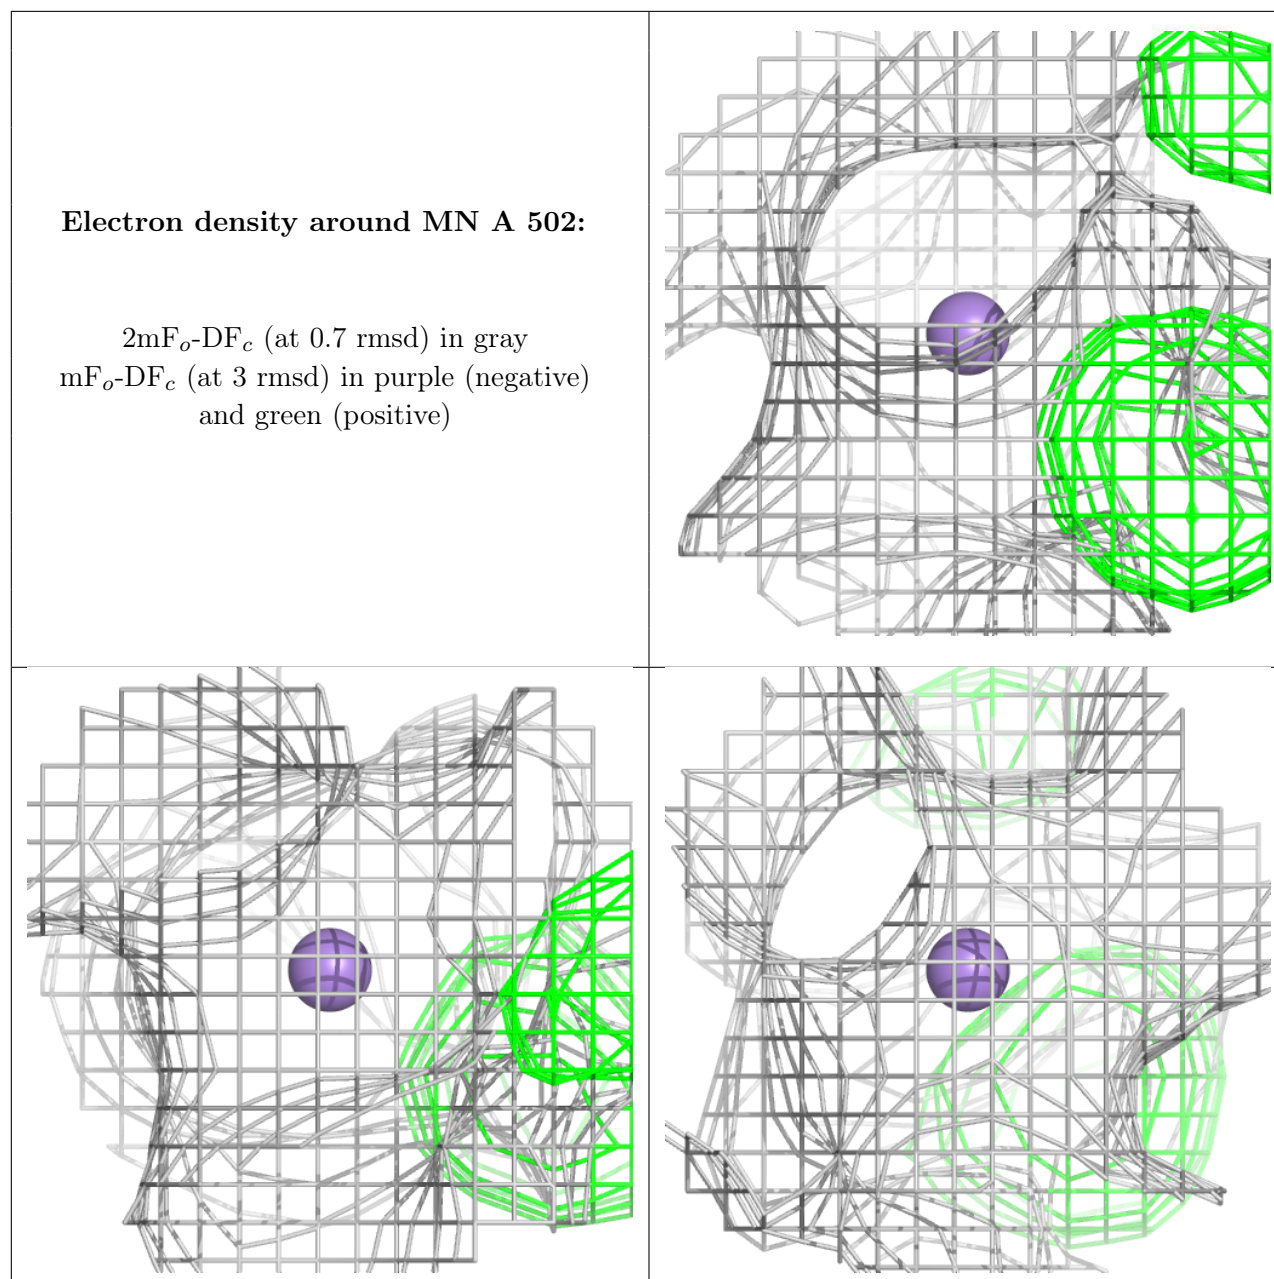 Electron density around MN A 502:
2mFo-DFc (at 0.7 rmsd) in gray
mFo-DFc (at 3 rmsd) in purple (negative)
and green (positive)